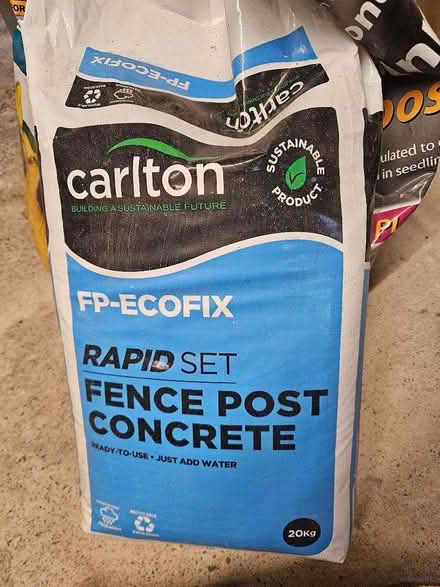 FP-ECOFIX
carlton
carlton
BUILDING A SUSTAINABLE FUTURE
SUSTAINABLE
PRODUCT
FP-ECOFIX
RAPID SET
FENCE POST
CONCRETE
READY-TO-USE • JUST ADD WATER
RECYCLABLE
20Kg
ulated to
in seedlin